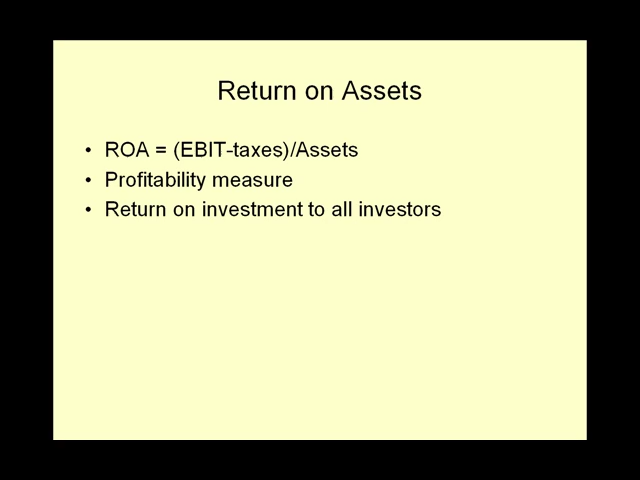 Return on Assets
• ROA = (EBIT-taxes)/Assets
• Profitability measure
• Return on investment to all investors